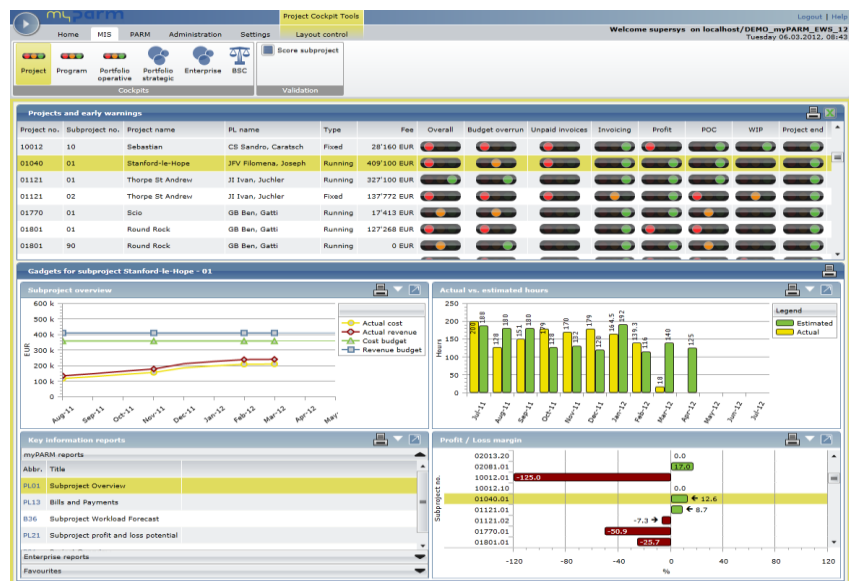 myparm
Project Cockpit Tools
Logout | Help
Home MIS PARM Administration Settings Layout control
Welcome supersys on localhost/DEMO_myPARM_EWS_12
Tuesday 06.03.2012, 08:43
Score subproject
Project Program Portfolio operative Portfolio strategic Enterprise BSC
Cockpits Validation
Projects and early warnings
Project no. Subproject no. Project name PL name Type Fee Overall Budget overrun Unpaid invoices Invoicing Profit POC WIP Project end
10012 10 Sebastian CS Sandro, Caratsch Fixed 28'160 EUR
01040 01 Stanford-le-Hope JFV Filomena, Joseph Running 409'100 EUR
01121 01 Thorpe St Andrew JI Ivan, Juchler Running 327'100 EUR
01121 02 Thorpe St Andrew JI Ivan, Juchler Fixed 137'772 EUR
01770 01 Scio GB Ben, Gatti Running 17'413 EUR
01801 01 Round Rock GB Ben, Gatti Running 127'268 EUR
01801 90 Round Rock GB Ben, Gatti Running 0 EUR
Gadgets for subproject Stanford-le-Hope - 01
Subproject overview
600 k
500 k
400 k
300 k
200 k
100 k
0
EUR
Actual cost
Actual revenue
Cost budget
Revenue budget
Aug-11 Sep-11 Oct-11 Nov-11 Dec-11 Jan-12 Feb-12 Mar-12 Apr-12 May-
Actual vs. estimated hours
250
200
150
100
50
0
Hours
200 188 128 180 151 180 179 128 170 132 179 120 164.5 192 139.3 116 18 140 125
Legend
Estimated
Actual
Jul-11 Aug-11 Sep-11 Oct-11 Nov-11 Dec-11 Jan-12 Feb-12 Mar-12 Apr-12 May-12 Jun-12 Jul-12
Key information reports
myPARM reports
Abbr. Title
PL01 Subproject Overview
PL13 Bills and Payments
B36 Subproject Workload Forecast
PL21 Subproject profit and loss potential
Enterprise reports
Favourites
Profit / Loss margin
Subproject no.
02013.20 0.0
02081.01 17.0
10012.01 -125.0
10012.10 0.0
01040.01 ← 12.6
01121.01 ← 8.7
01121.02 -7.3 →
01770.01 -50.9
01801.01 -25.7
-120 -80 -40 0 40 80 120
%